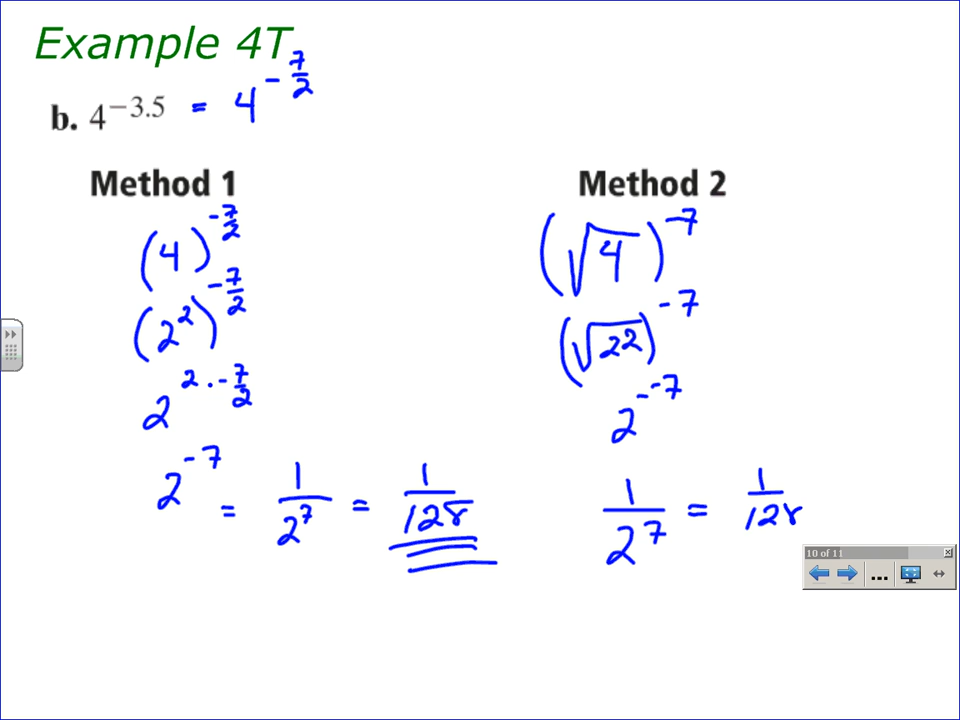 Example 4T
b. 4^{-3.5} = 4^{-7/2}
Method 1
(4)^{-7/2}
(2^2)^{-7/2}
2^{2 · -7/2}
2^{-7} = 1/2^7 = 1/128
Method 2
(√4)^{-7}
(√2^2)^{-7}
2^{--7}
1/2^7 = 1/128
10 of 11
...